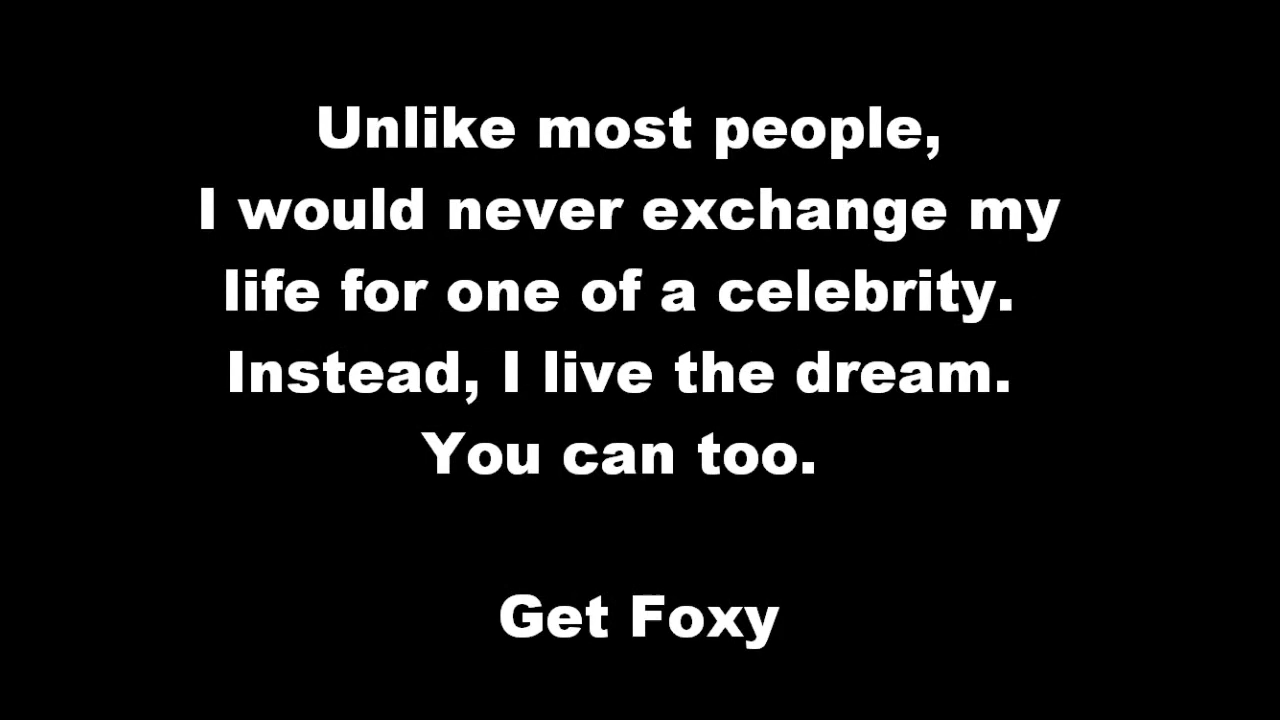 Unlike most people,
I would never exchange my
life for one of a celebrity.
Instead, I live the dream.
You can too.
Get Foxy